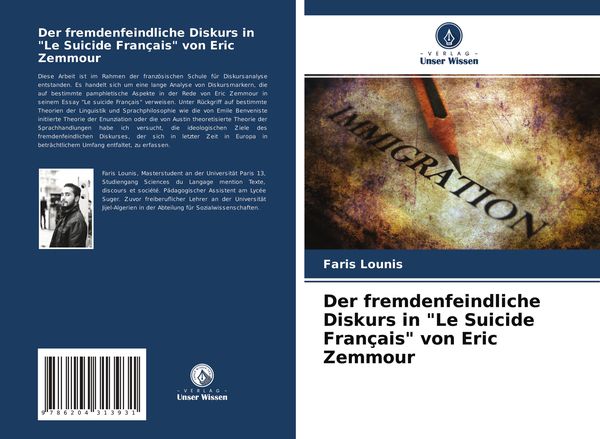 Der fremdenfeindliche Diskurs in
"Le Suicide Français" von Eric
Zemmour
Diese Arbeit ist im Rahmen der französischen Schule für Diskursanalyse
entstanden. Es handelt sich um eine lange Analyse von Diskursmarkern, die
auf bestimmte pamphletische Aspekte in der Rede von Eric Zemmour in
seinem Essay "Le suicide Français" verweisen. Unter Rückgriff auf bestimmte
Theorien der Linguistik und Sprachphilosophie wie die von Emile Benveniste
initiierte Theorie der Enunziation oder die von Austin theoretisierte Theorie der
Sprachhandlungen habe ich versucht, die ideologischen Ziele des
fremdenfeindlichen Diskurses, der sich in letzter Zeit in Europa in
beträchtlichem Umfang entfaltet, zu erfassen.
Faris Lounis, Masterstudent an der Universität Paris 13,
Studiengang Sciences du Langage mention Texte,
discours et société. Pädagogischer Assistent am Lycée
Suger. Zuvor freiberuflicher Lehrer an der Universität
Jijel-Algerien in der Abteilung für Sozialwissenschaften.
9 786204 313931
VERLAG
Unser Wissen
VERLAG
Unser Wissen
IMMIGRATION
Faris Lounis
Der fremdenfeindliche
Diskurs in "Le Suicide
Français" von Eric
Zemmour